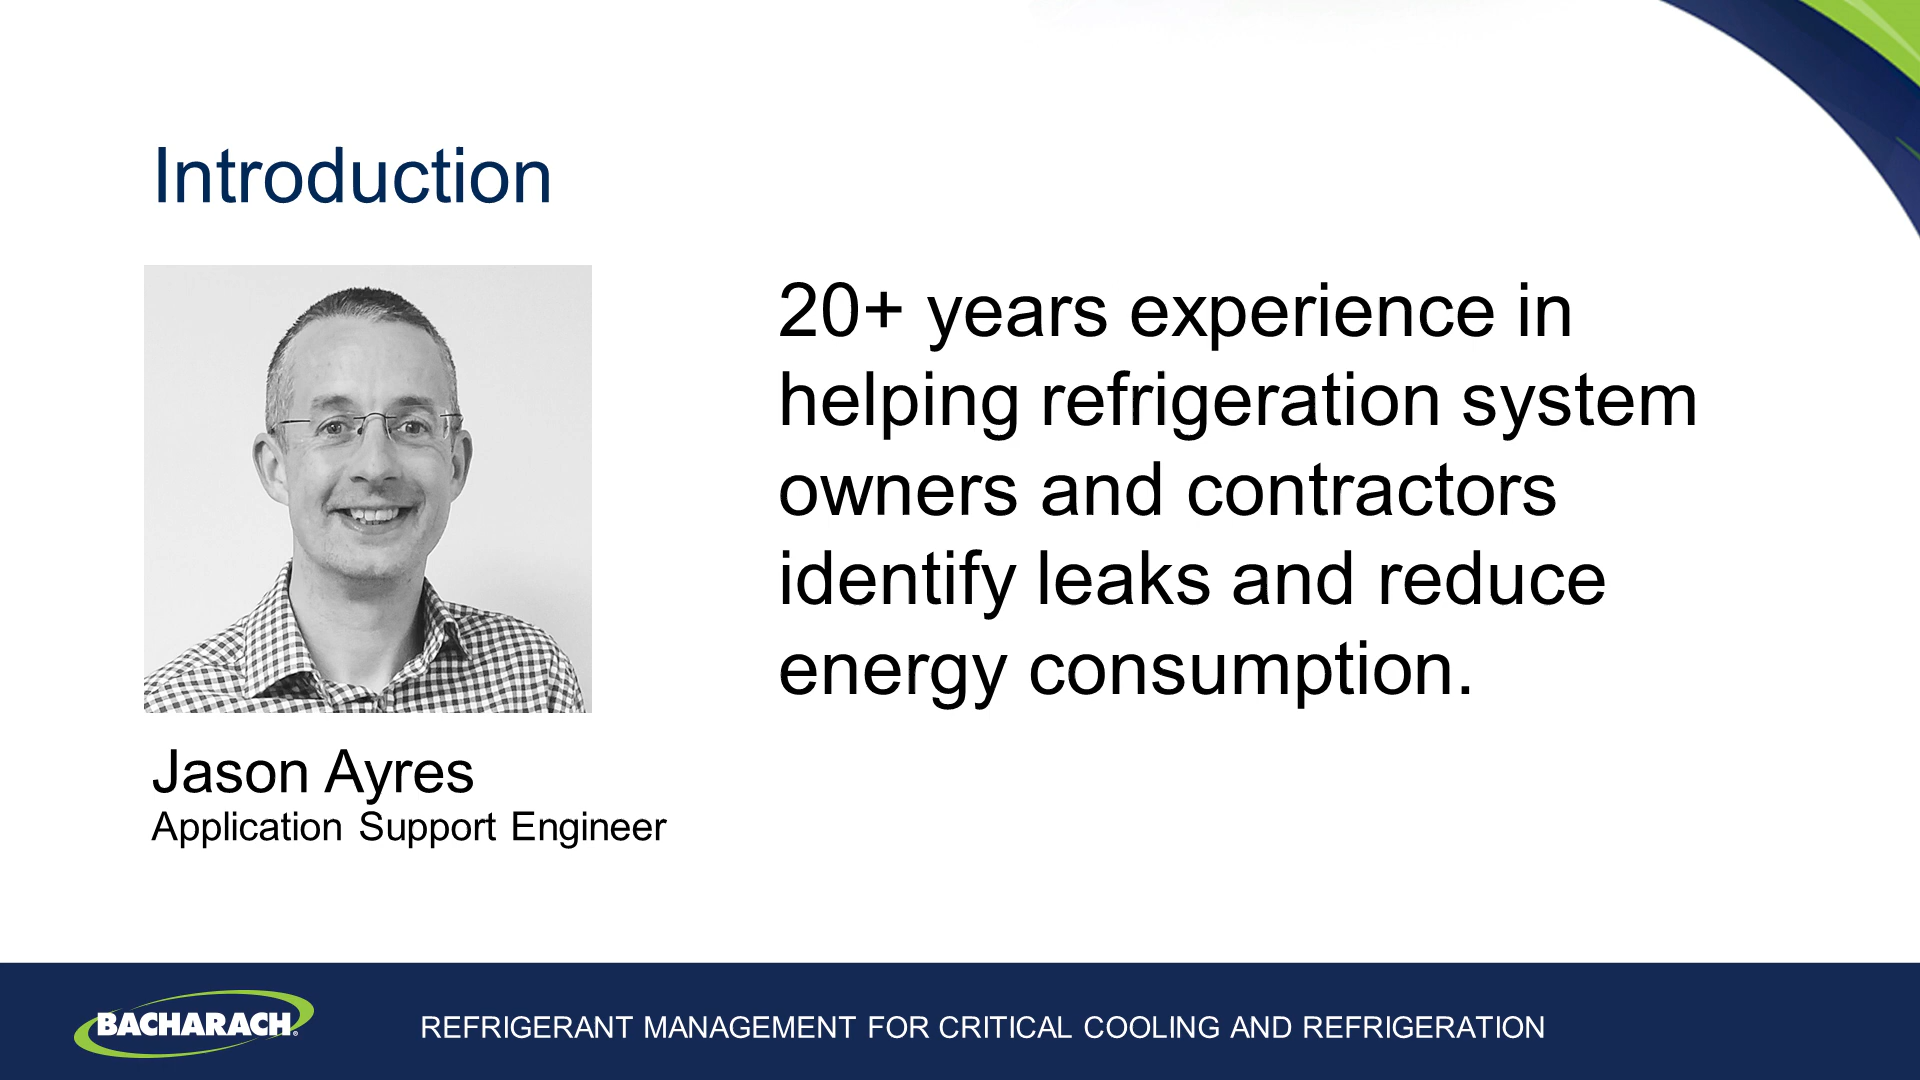 Introduction
20+ years experience in
helping refrigeration system
owners and contractors
identify leaks and reduce
energy consumption.
Jason Ayres
Application Support Engineer
BACHARACH®
REFRIGERANT MANAGEMENT FOR CRITICAL COOLING AND REFRIGERATION